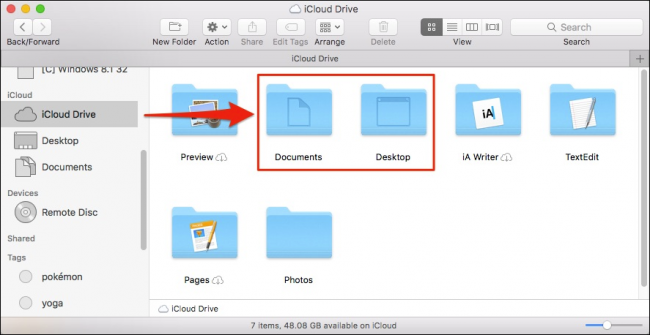 iCloud Drive
Back/Forward
New Folder
Action
Share
Edit Tags
Arrange
Delete
View
Search
Search
iCloud Drive
[C] Windows 8.1 32
iCloud
iCloud Drive
Desktop
Documents
Devices
Remote Disc
Shared
Tags
pokémon
yoga
Preview
Documents
Desktop
iA
iA Writer
TextEdit
Pages
Photos
iCloud Drive
7 items, 48.08 GB available on iCloud